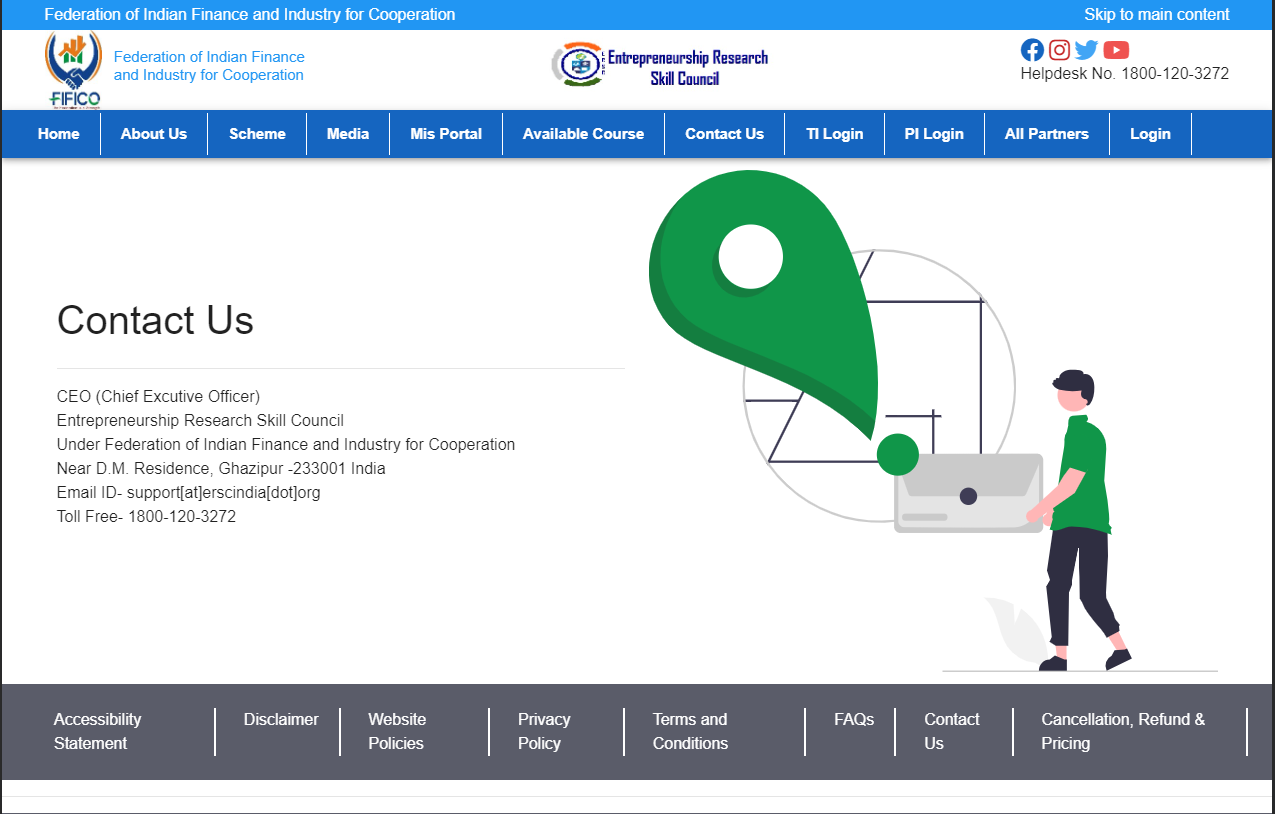 Federation of Indian Finance and Industry for Cooperation
Skip to main content
FIFICO
Federation of Indian Finance
and Industry for Cooperation
Entrepreneurship Research
Skill Council
Helpdesk No. 1800-120-3272
Home
About Us
Scheme
Media
Mis Portal
Available Course
Contact Us
TI Login
PI Login
All Partners
Login
Contact Us
CEO (Chief Excutive Officer)
Entrepreneurship Research Skill Council
Under Federation of Indian Finance and Industry for Cooperation
Near D.M. Residence, Ghazipur -233001 India
Email ID- support[at]erscindia[dot]org
Toll Free- 1800-120-3272
Accessibility
Statement
Disclaimer
Website
Policies
Privacy
Policy
Terms and
Conditions
FAQs
Contact
Us
Cancellation, Refund &
Pricing